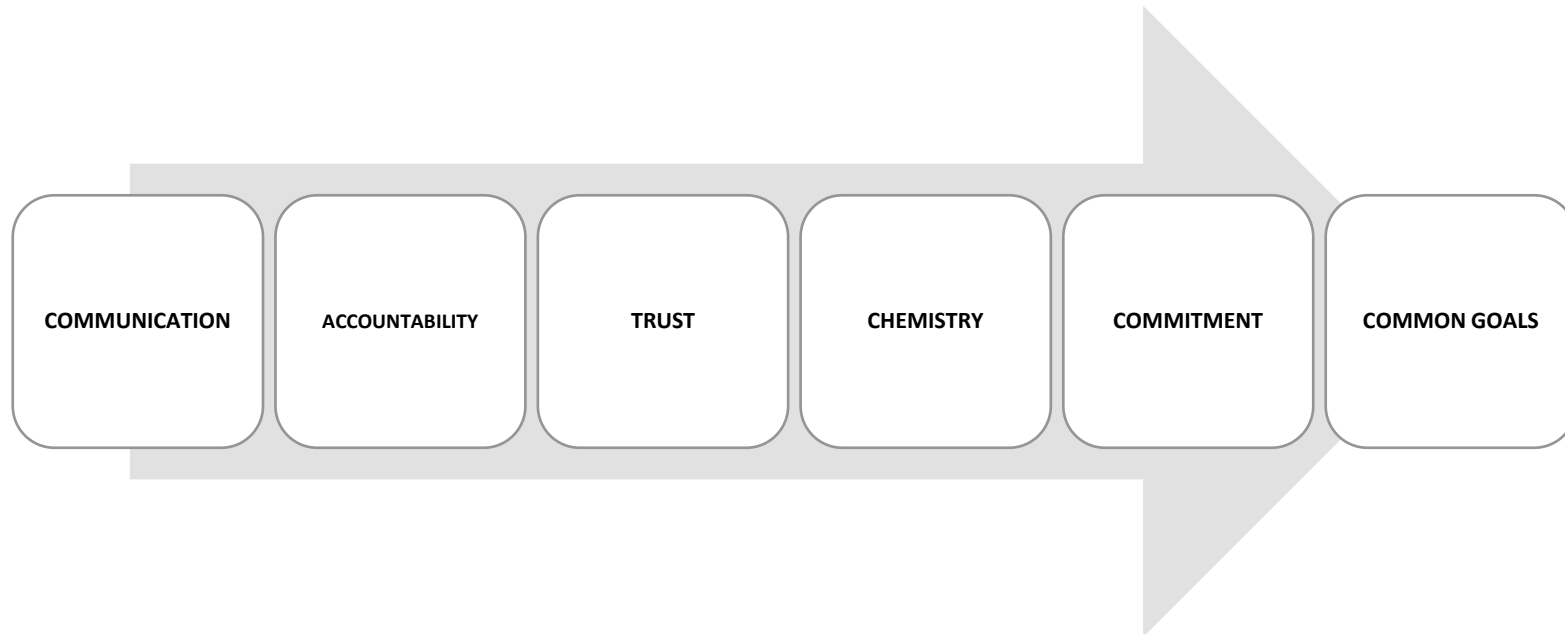 COMMUNICATION
ACCOUNTABILITY
TRUST
CHEMISTRY
COMMITMENT
COMMON GOALS